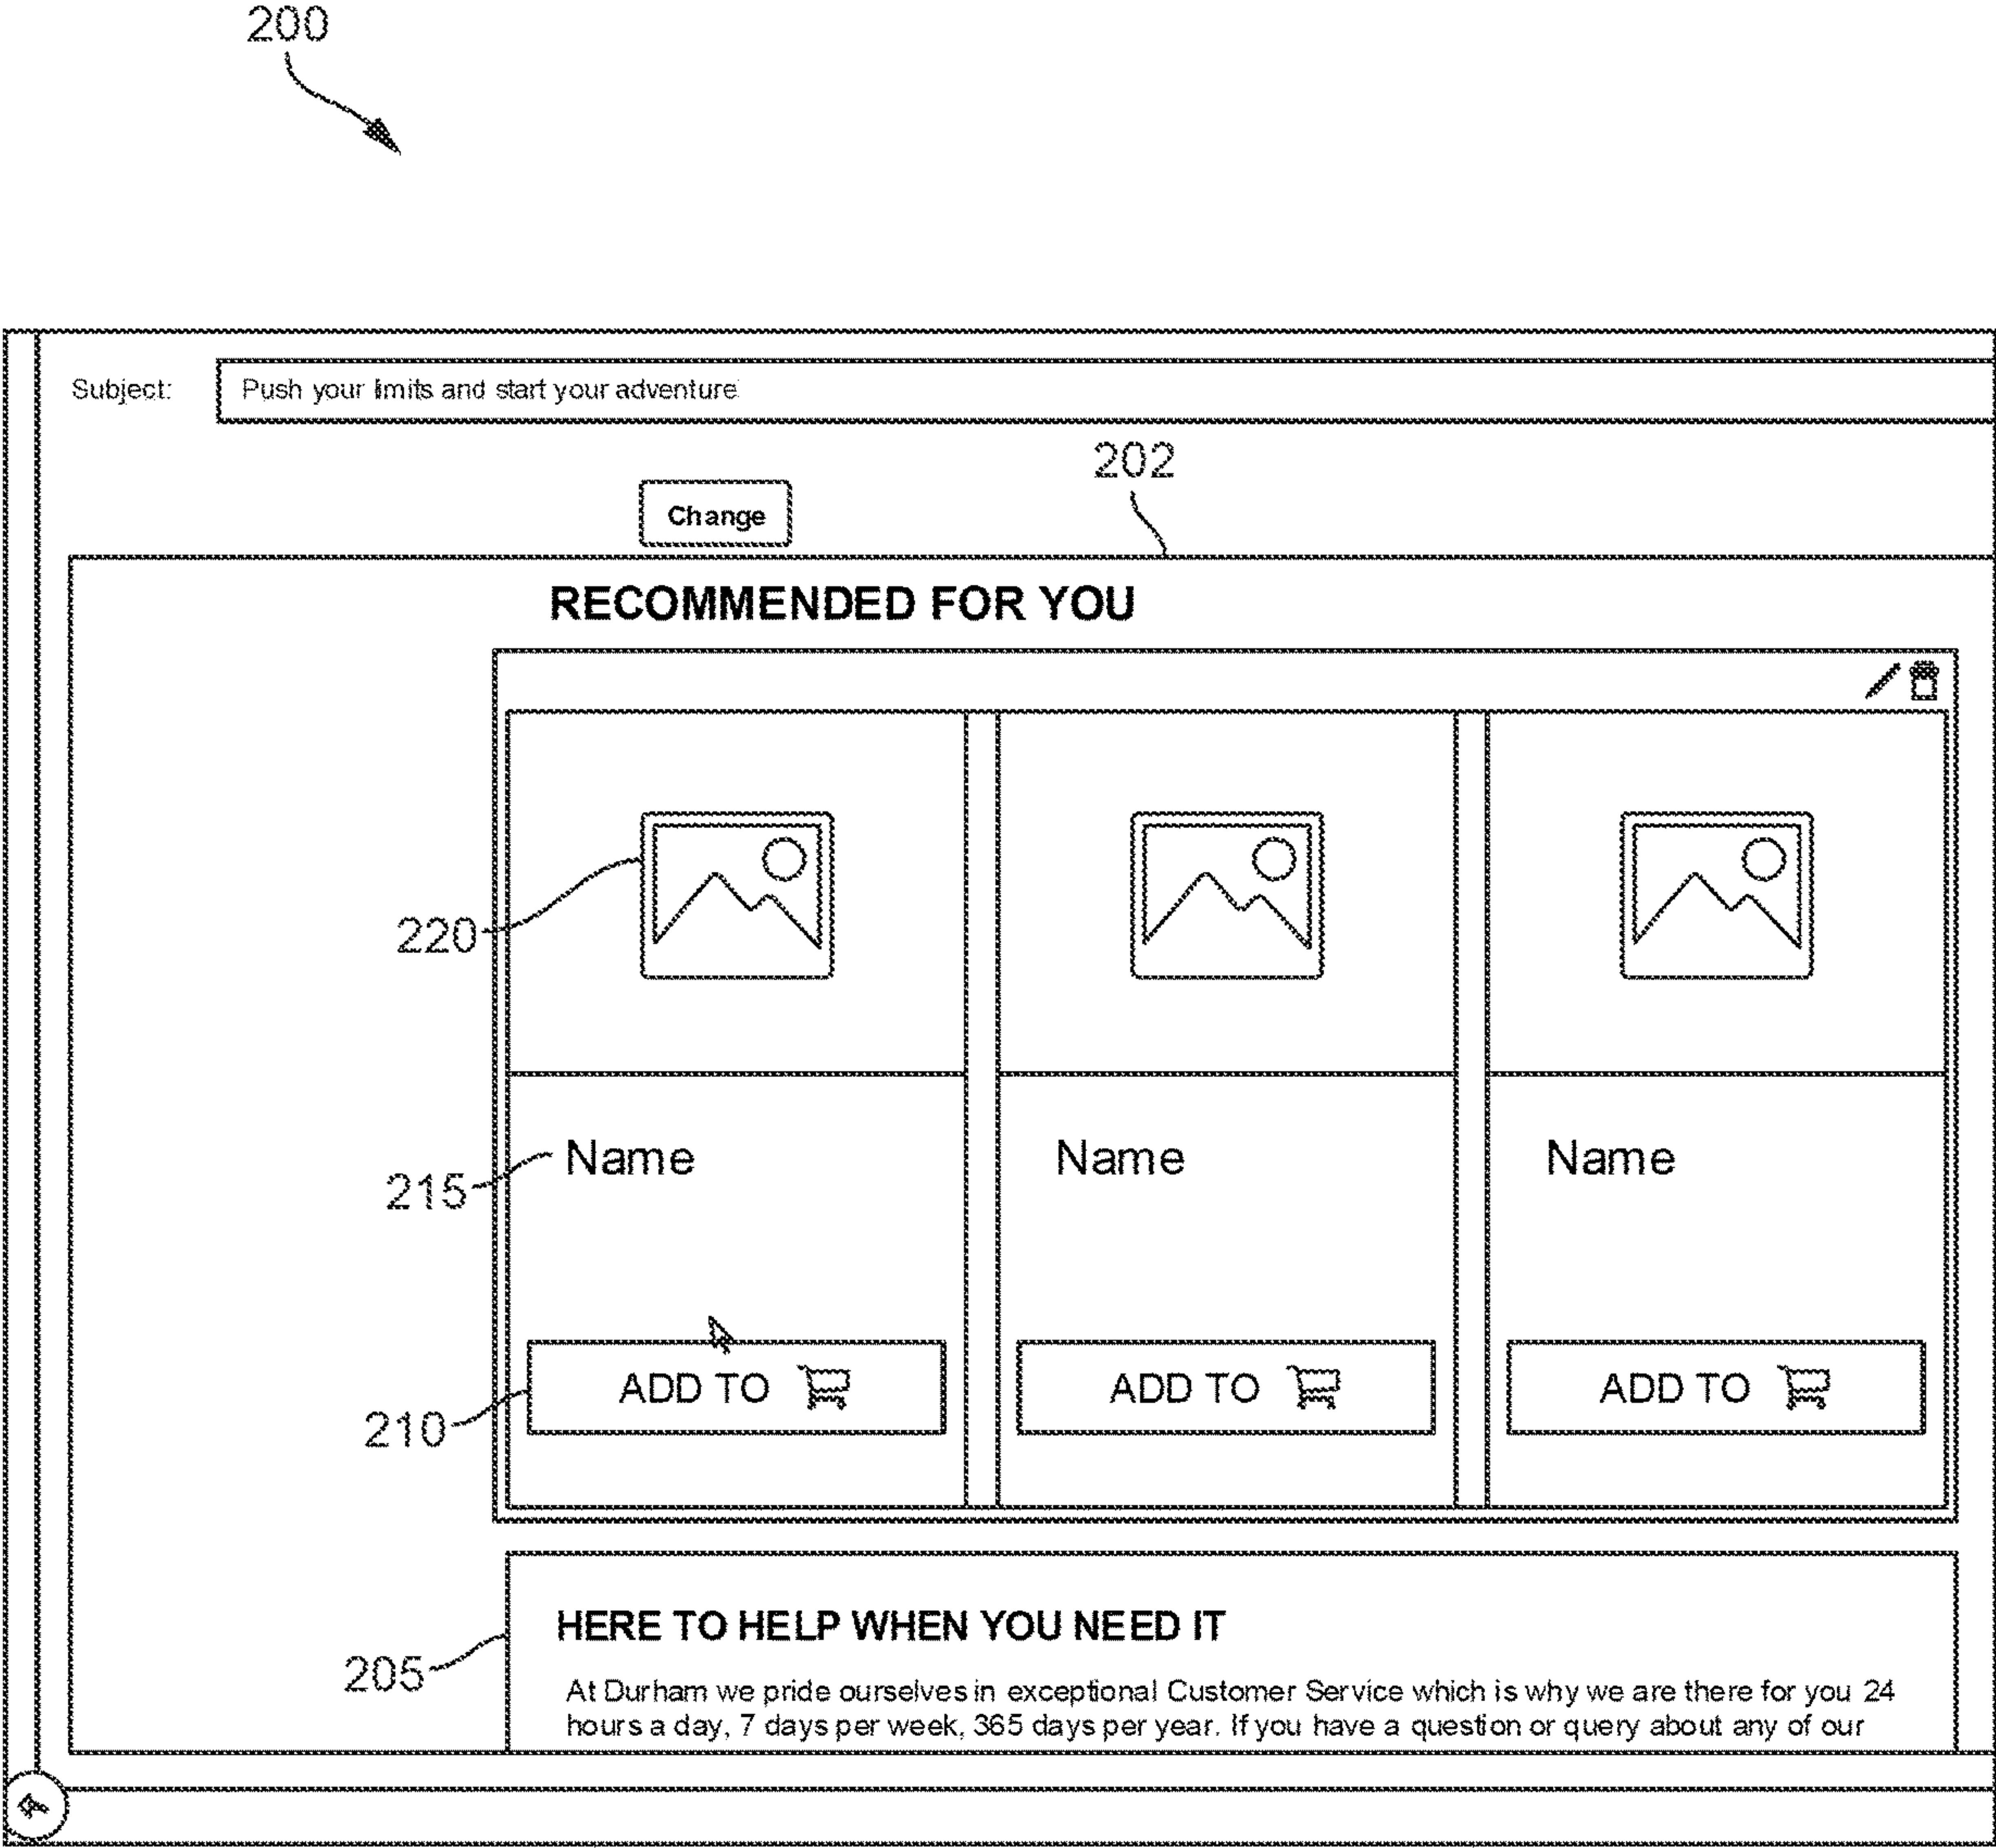 200
Subject: Push your limits and start your adventure
202
Change
RECOMMENDED FOR YOU
220
Name Name Name
215
ADD TO ADD TO ADD TO
210
HERE TO HELP WHEN YOU NEED IT
205
At Durham we pride ourselves in exceptional Customer Service which is why we are there for you 24
hours a day, 7 days per week, 365 days per year. If you have a question or query about any of our